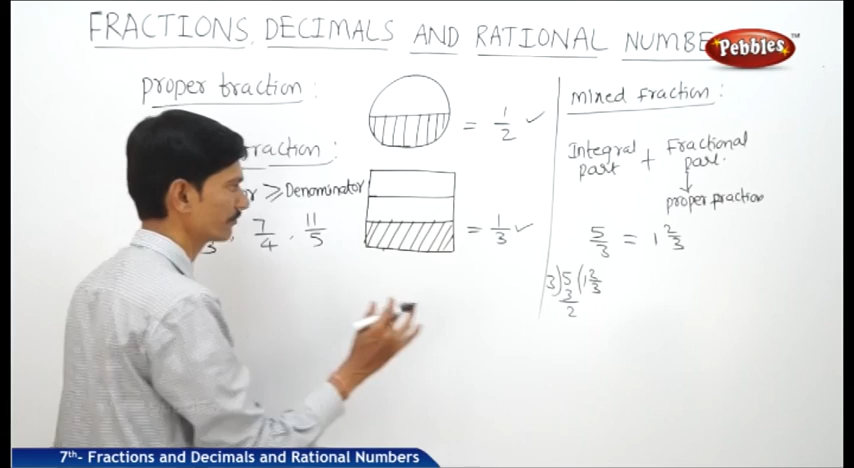 FRACTIONS, DECIMALS AND RATIONAL NUMBE
Pebbles™
proper fraction :
= 1/2 ✓
raction :
r ⩾ Denominator
3 , 7/4 , 11/5
= 1/3 ✓
mixed fraction :
Integral part + Fractional part.
↓
proper fraction
5/3 = 1 2/3
3) 5 (1 2/3
3
2
7th- Fractions and Decimals and Rational Numbers